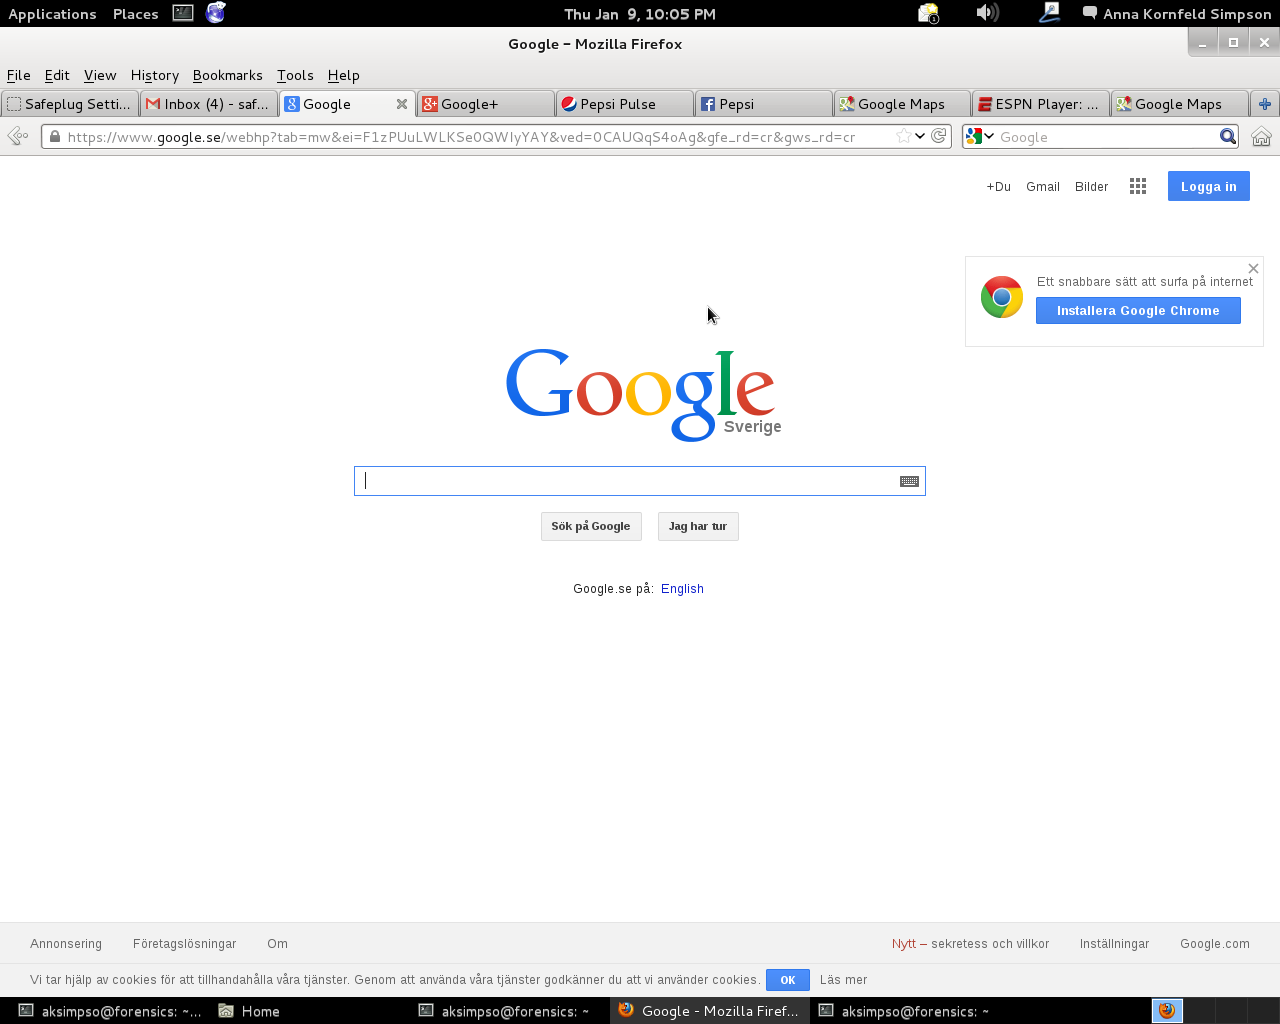 Applications Places Thu Jan 9, 10:05 PM 1 Anna Kornfeld Simpson
Google - Mozilla Firefox
File Edit View History Bookmarks Tools Help
Safeplug Setti... Inbox (4) - saf... Google Google+ Pepsi Pulse Pepsi Google Maps ESPN Player: ... Google Maps
https://www.google.se/webhp?tab=mw&ei=F1zPUuLWLKSe0QWIyYAY&ved=0CAUQqS4oAg&gfe_rd=cr&gws_rd=cr Google
+Du Gmail Bilder Logga in
Ett snabbare sätt att surfa på internet
Installera Google Chrome
Google
Sverige
Sök på Google Jag har tur
Google.se på: English
Annonsering Företagslösningar Om Nytt – sekretess och villkor Inställningar Google.com
Vi tar hjälp av cookies för att tillhandahålla våra tjänster. Genom att använda våra tjänster godkänner du att vi använder cookies. OK Läs mer
aksimpso@forensics: ~... Home aksimpso@forensics: ~ Google - Mozilla Firef... aksimpso@forensics: ~